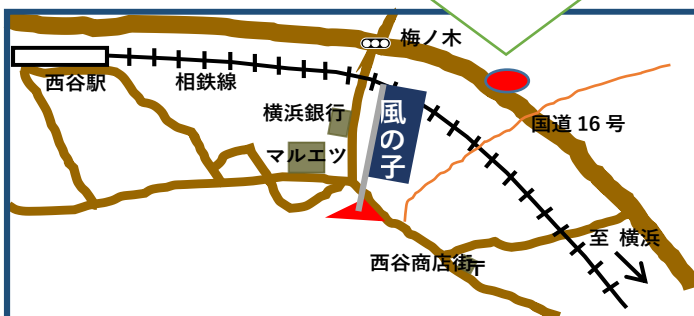 梅ノ木
西谷駅
相鉄線
横浜銀行
風の子
国道 16 号
マルエツ
至 横浜
西谷商店街
〒